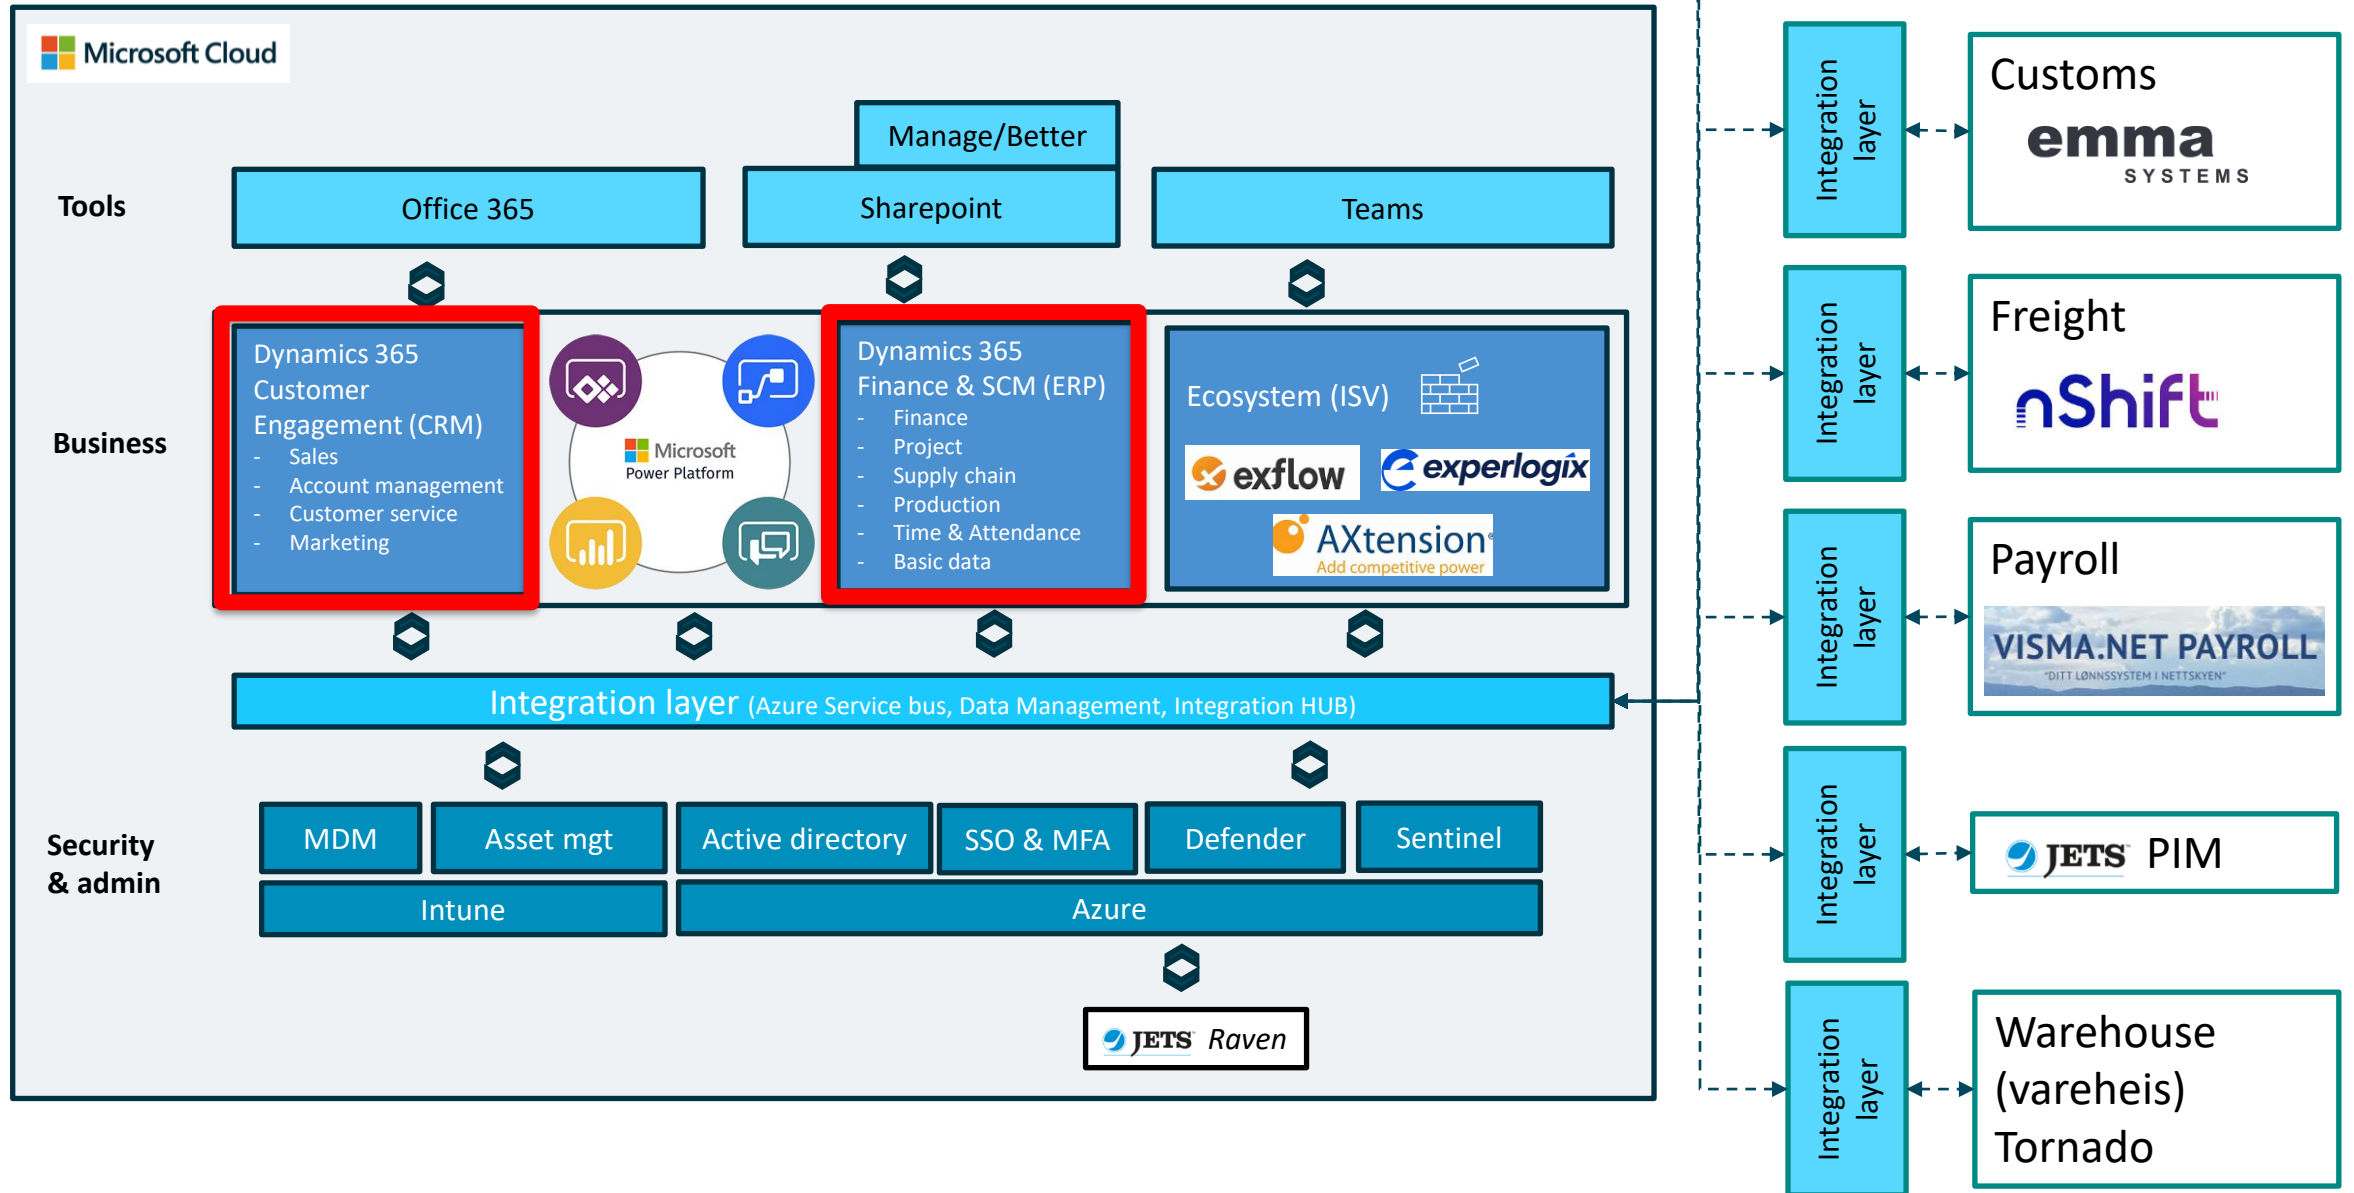 Microsoft Cloud
Tools
Manage/Better
Office 365
Sharepoint
Teams
Business
Dynamics 365
Customer
Engagement (CRM)
- Sales
- Account management
- Customer service
- Marketing
Microsoft
Power Platform
Dynamics 365
Finance & SCM (ERP)
- Finance
- Project
- Supply chain
- Production
- Time & Attendance
- Basic data
Ecosystem (ISV)
exflow
experlogix
AXtension®
Add competitive power
Integration layer (Azure Service bus, Data Management, Integration HUB)
Security
& admin
MDM
Asset mgt
Active directory
SSO & MFA
Defender
Sentinel
Intune
Azure
JETS™ Raven
Integration
layer
Customs
emma
SYSTEMS
Integration
layer
Freight
nShift
Integration
layer
Payroll
VISMA.NET PAYROLL
"DITT LØNNSSYSTEM I NETTSKYEN"
Integration
layer
JETS™ PIM
Integration
layer
Warehouse
(vareheis)
Tornado